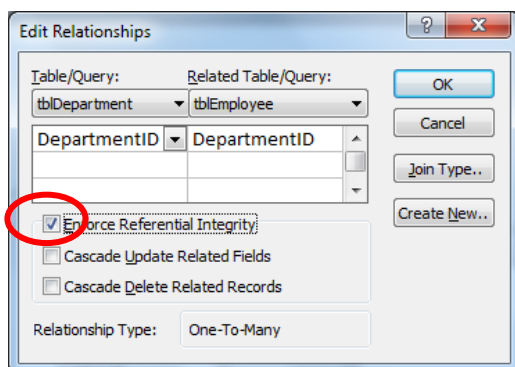 Edit Relationships
?
Table/Query: Related Table/Query:
tblDepartment tblEmployee
DepartmentID DepartmentID
Enforce Referential Integrity
Cascade Update Related Fields
Cascade Delete Related Records
Relationship Type: One-To-Many
OK
Cancel
Join Type..
Create New..